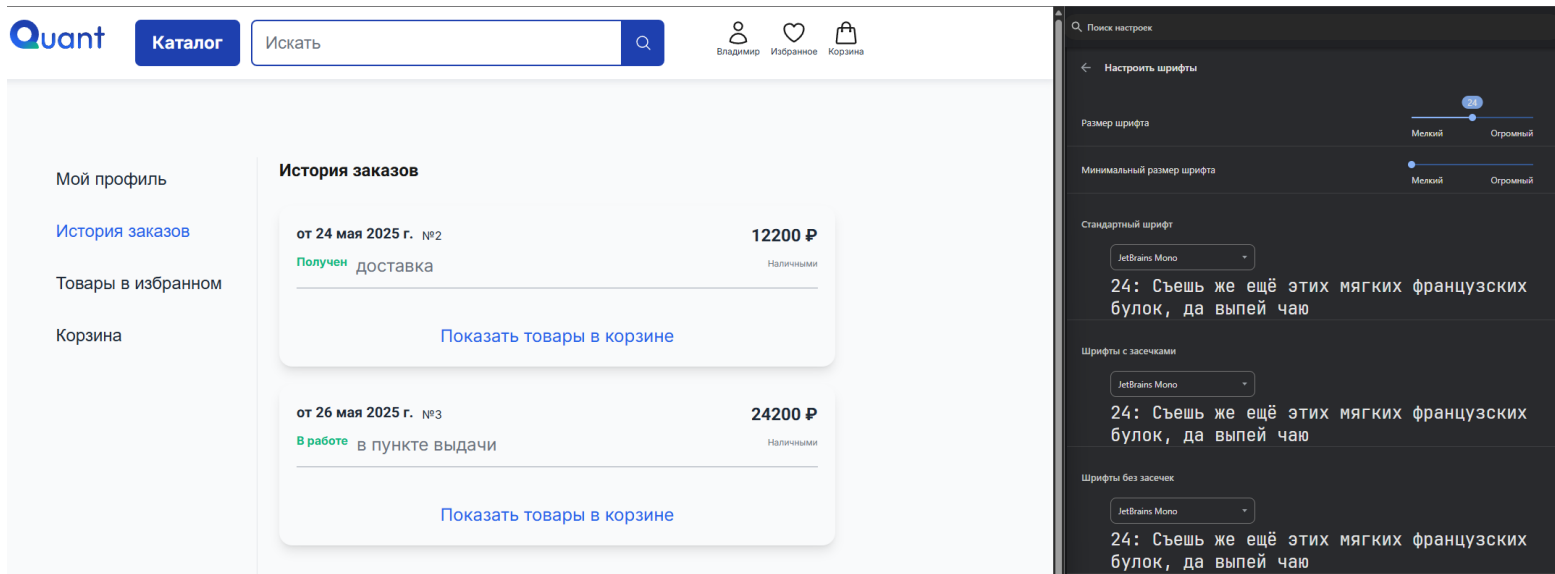 Quant
Каталог
Искать
Владимир
Избранное
Корзина
Мой профиль
История заказов
Товары в избранном
Корзина
История заказов
от 24 мая 2025 г. №2
12200 ₽
Получен доставка
Наличными
Показать товары в корзине
от 26 мая 2025 г. №3
24200 ₽
В работе в пункте выдачи
Наличными
Показать товары в корзине
Поиск настроек
Настроить шрифты
24
Размер шрифта
Мелкий
Огромный
Минимальный размер шрифта
Мелкий
Огромный
Стандартный шрифт
JetBrains Mono
24: Съешь же ещё этих мягких французских
булок, да выпей чаю
Шрифты с засечками
JetBrains Mono
24: Съешь же ещё этих мягких французских
булок, да выпей чаю
Шрифты без засечек
JetBrains Mono
24: Съешь же ещё этих мягких французских
булок, да выпей чаю